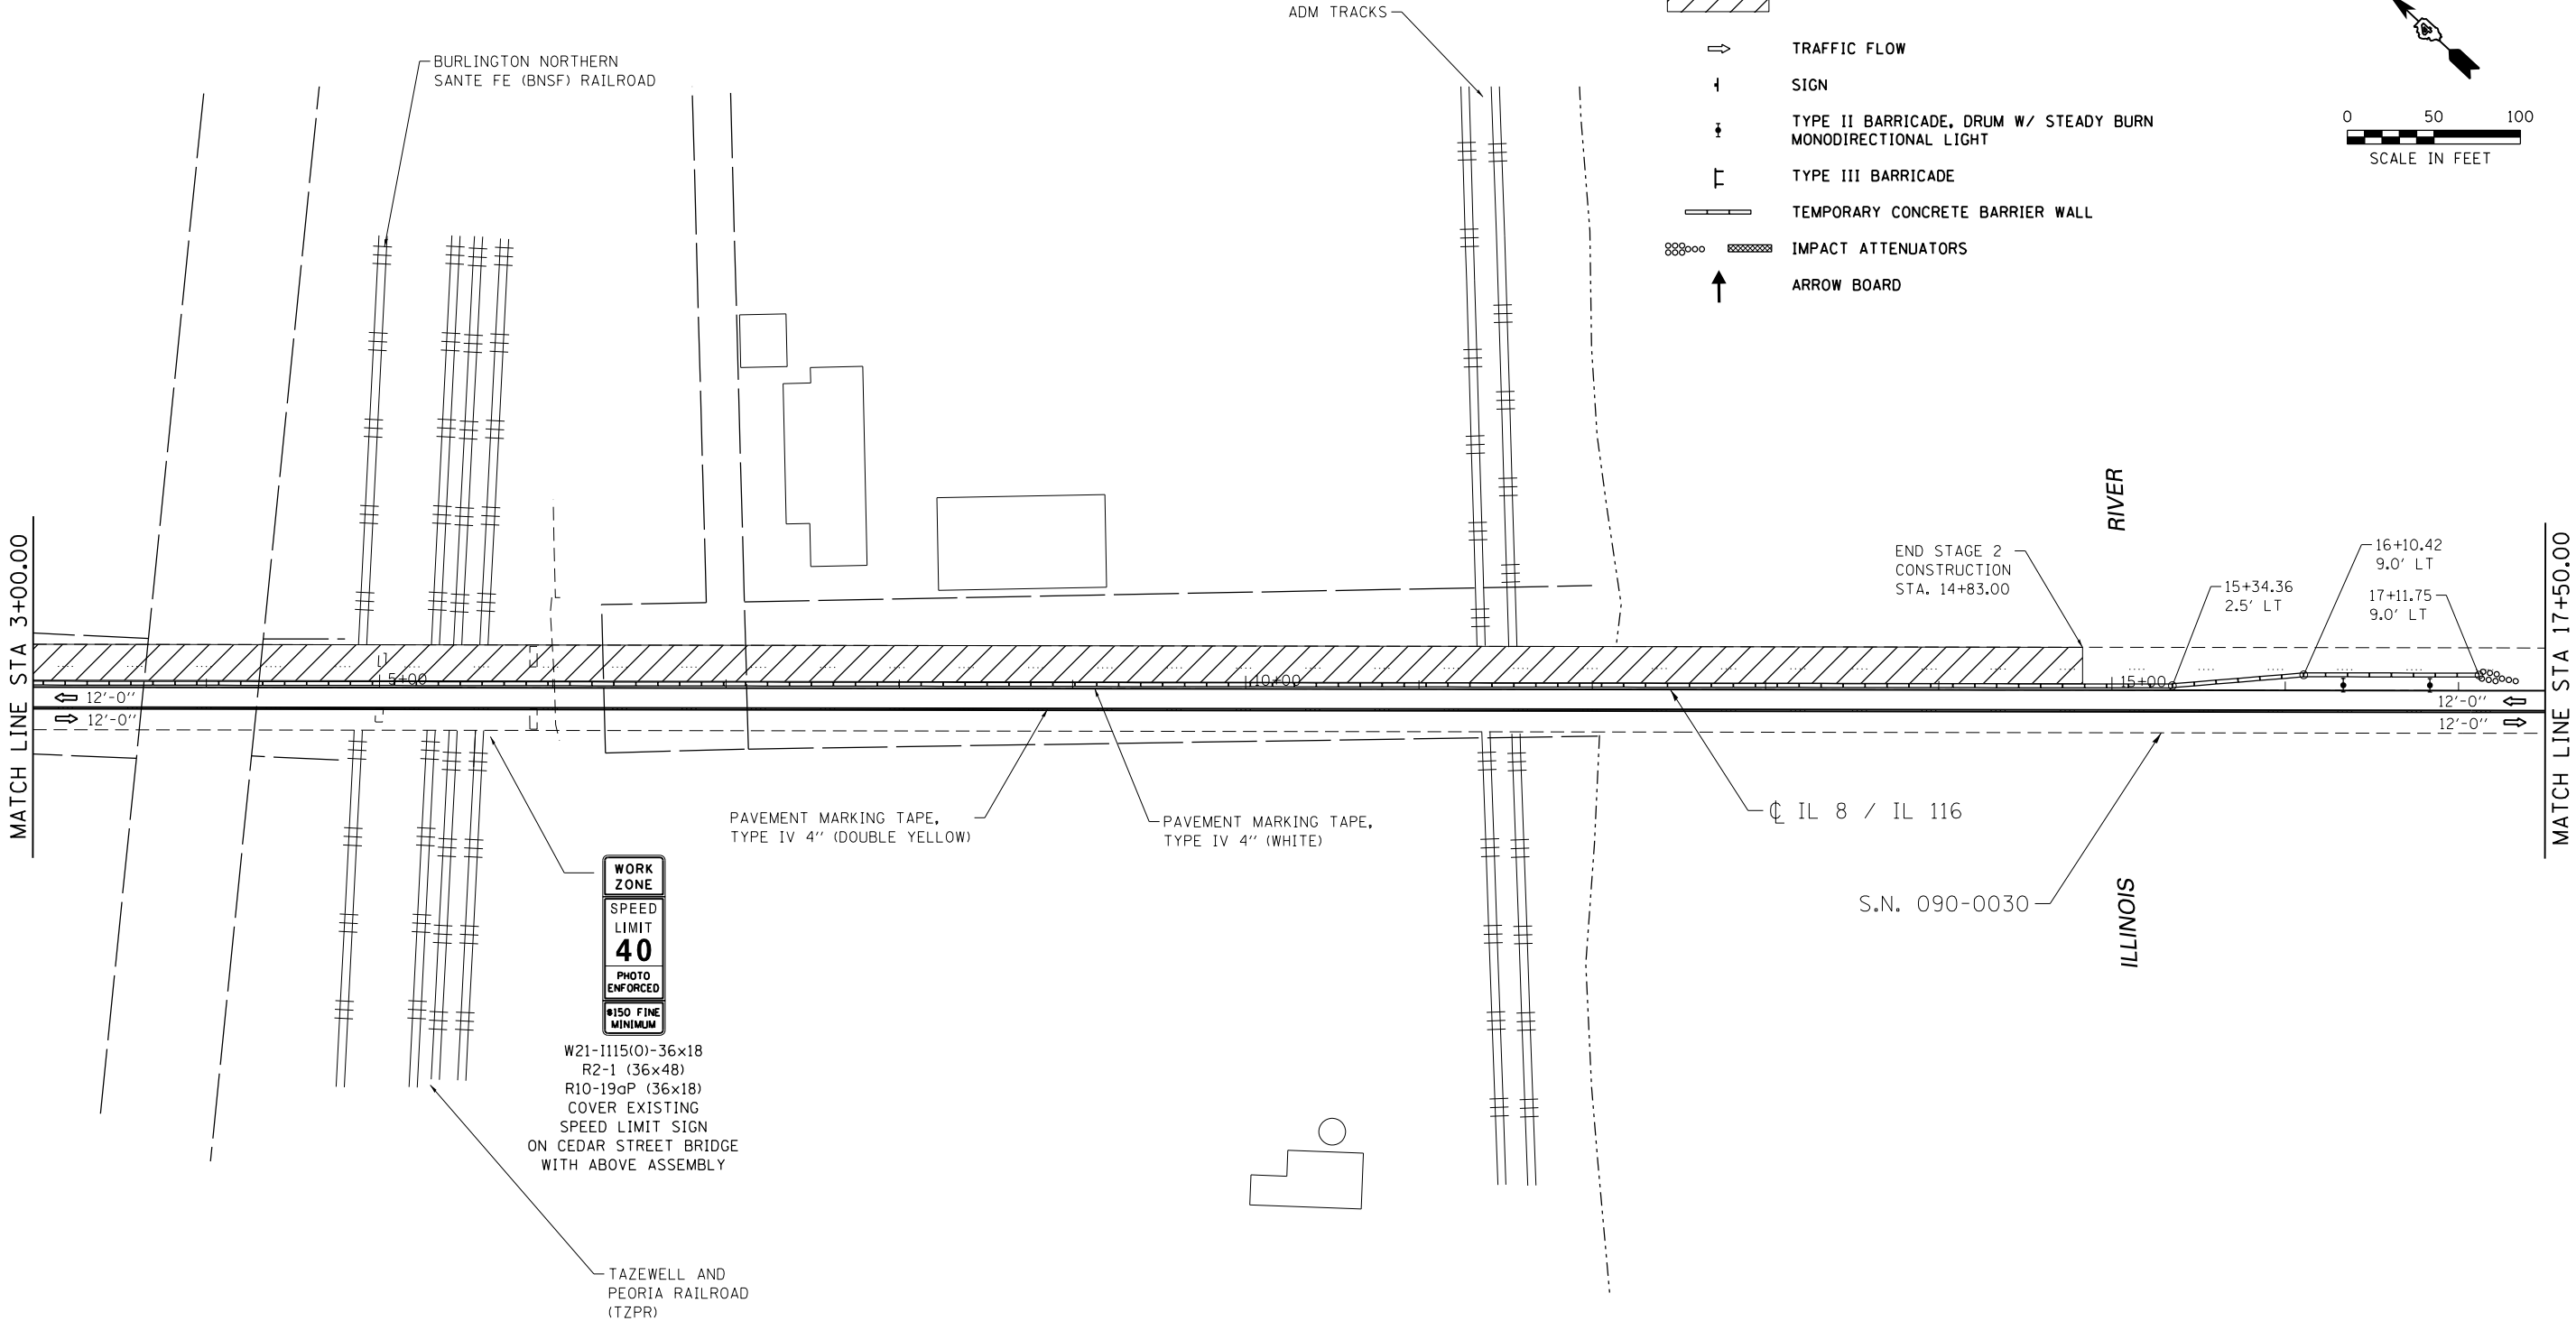 ADM TRACKS
BURLINGTON NORTHERN
SANTE FE (BNSF) RAILROAD
TRAFFIC FLOW
SIGN
TYPE II BARRICADE, DRUM W/ STEADY BURN
MONODIRECTIONAL LIGHT
TYPE III BARRICADE
TEMPORARY CONCRETE BARRIER WALL
IMPACT ATTENUATORS
ARROW BOARD
0 50 100
SCALE IN FEET
MATCH LINE STA 3+00.00
RIVER
END STAGE 2
CONSTRUCTION
STA. 14+83.00
16+10.42
9.0' LT
15+34.36
2.5' LT
17+11.75
9.0' LT
MATCH LINE STA 17+50.00
5+00
10+00
15+00
12'-0"
12'-0"
12'-0"
12'-0"
PAVEMENT MARKING TAPE,
TYPE IV 4" (DOUBLE YELLOW)
PAVEMENT MARKING TAPE,
TYPE IV 4" (WHITE)
℄ IL 8 / IL 116
S.N. 090-0030
ILLINOIS
WORK
ZONE
SPEED
LIMIT
40
PHOTO
ENFORCED
$150 FINE
MINIMUM
W21-I115(O)-36x18
R2-1 (36x48)
R10-19aP (36x18)
COVER EXISTING
SPEED LIMIT SIGN
ON CEDAR STREET BRIDGE
WITH ABOVE ASSEMBLY
TAZEWELL AND
PEORIA RAILROAD
(TZPR)